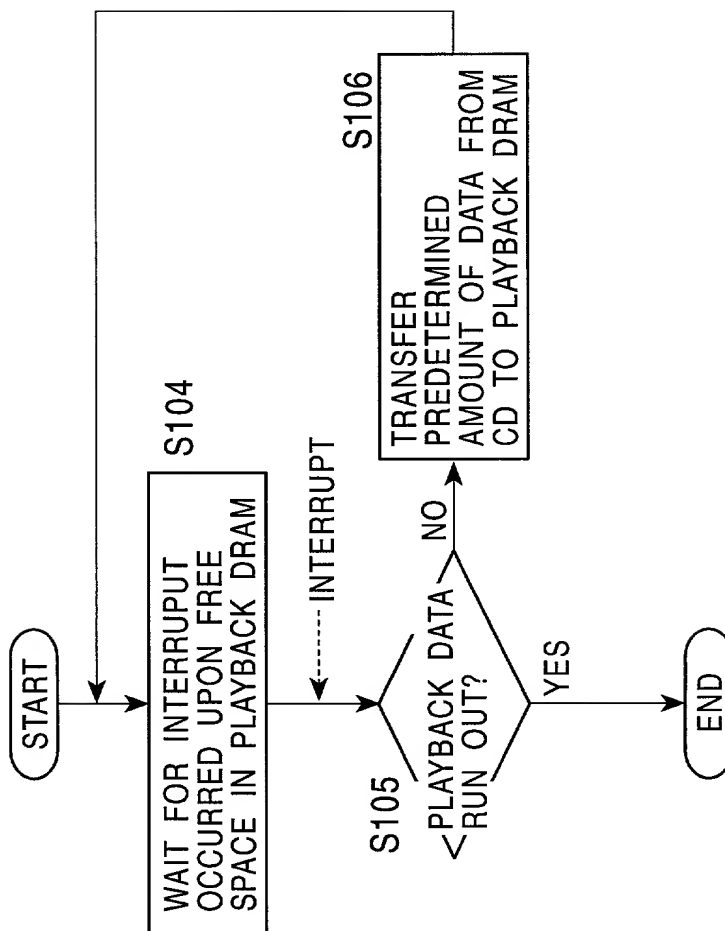 START
S104
WAIT FOR INTERRUPUT
OCCURRED UPON FREE
SPACE IN PLAYBACK DRAM
INTERRUPT
S105
PLAYBACK DATA
RUN OUT?
NO
YES
S106
TRANSFER
PREDETERMINED
AMOUNT OF DATA FROM
CD TO PLAYBACK DRAM
END